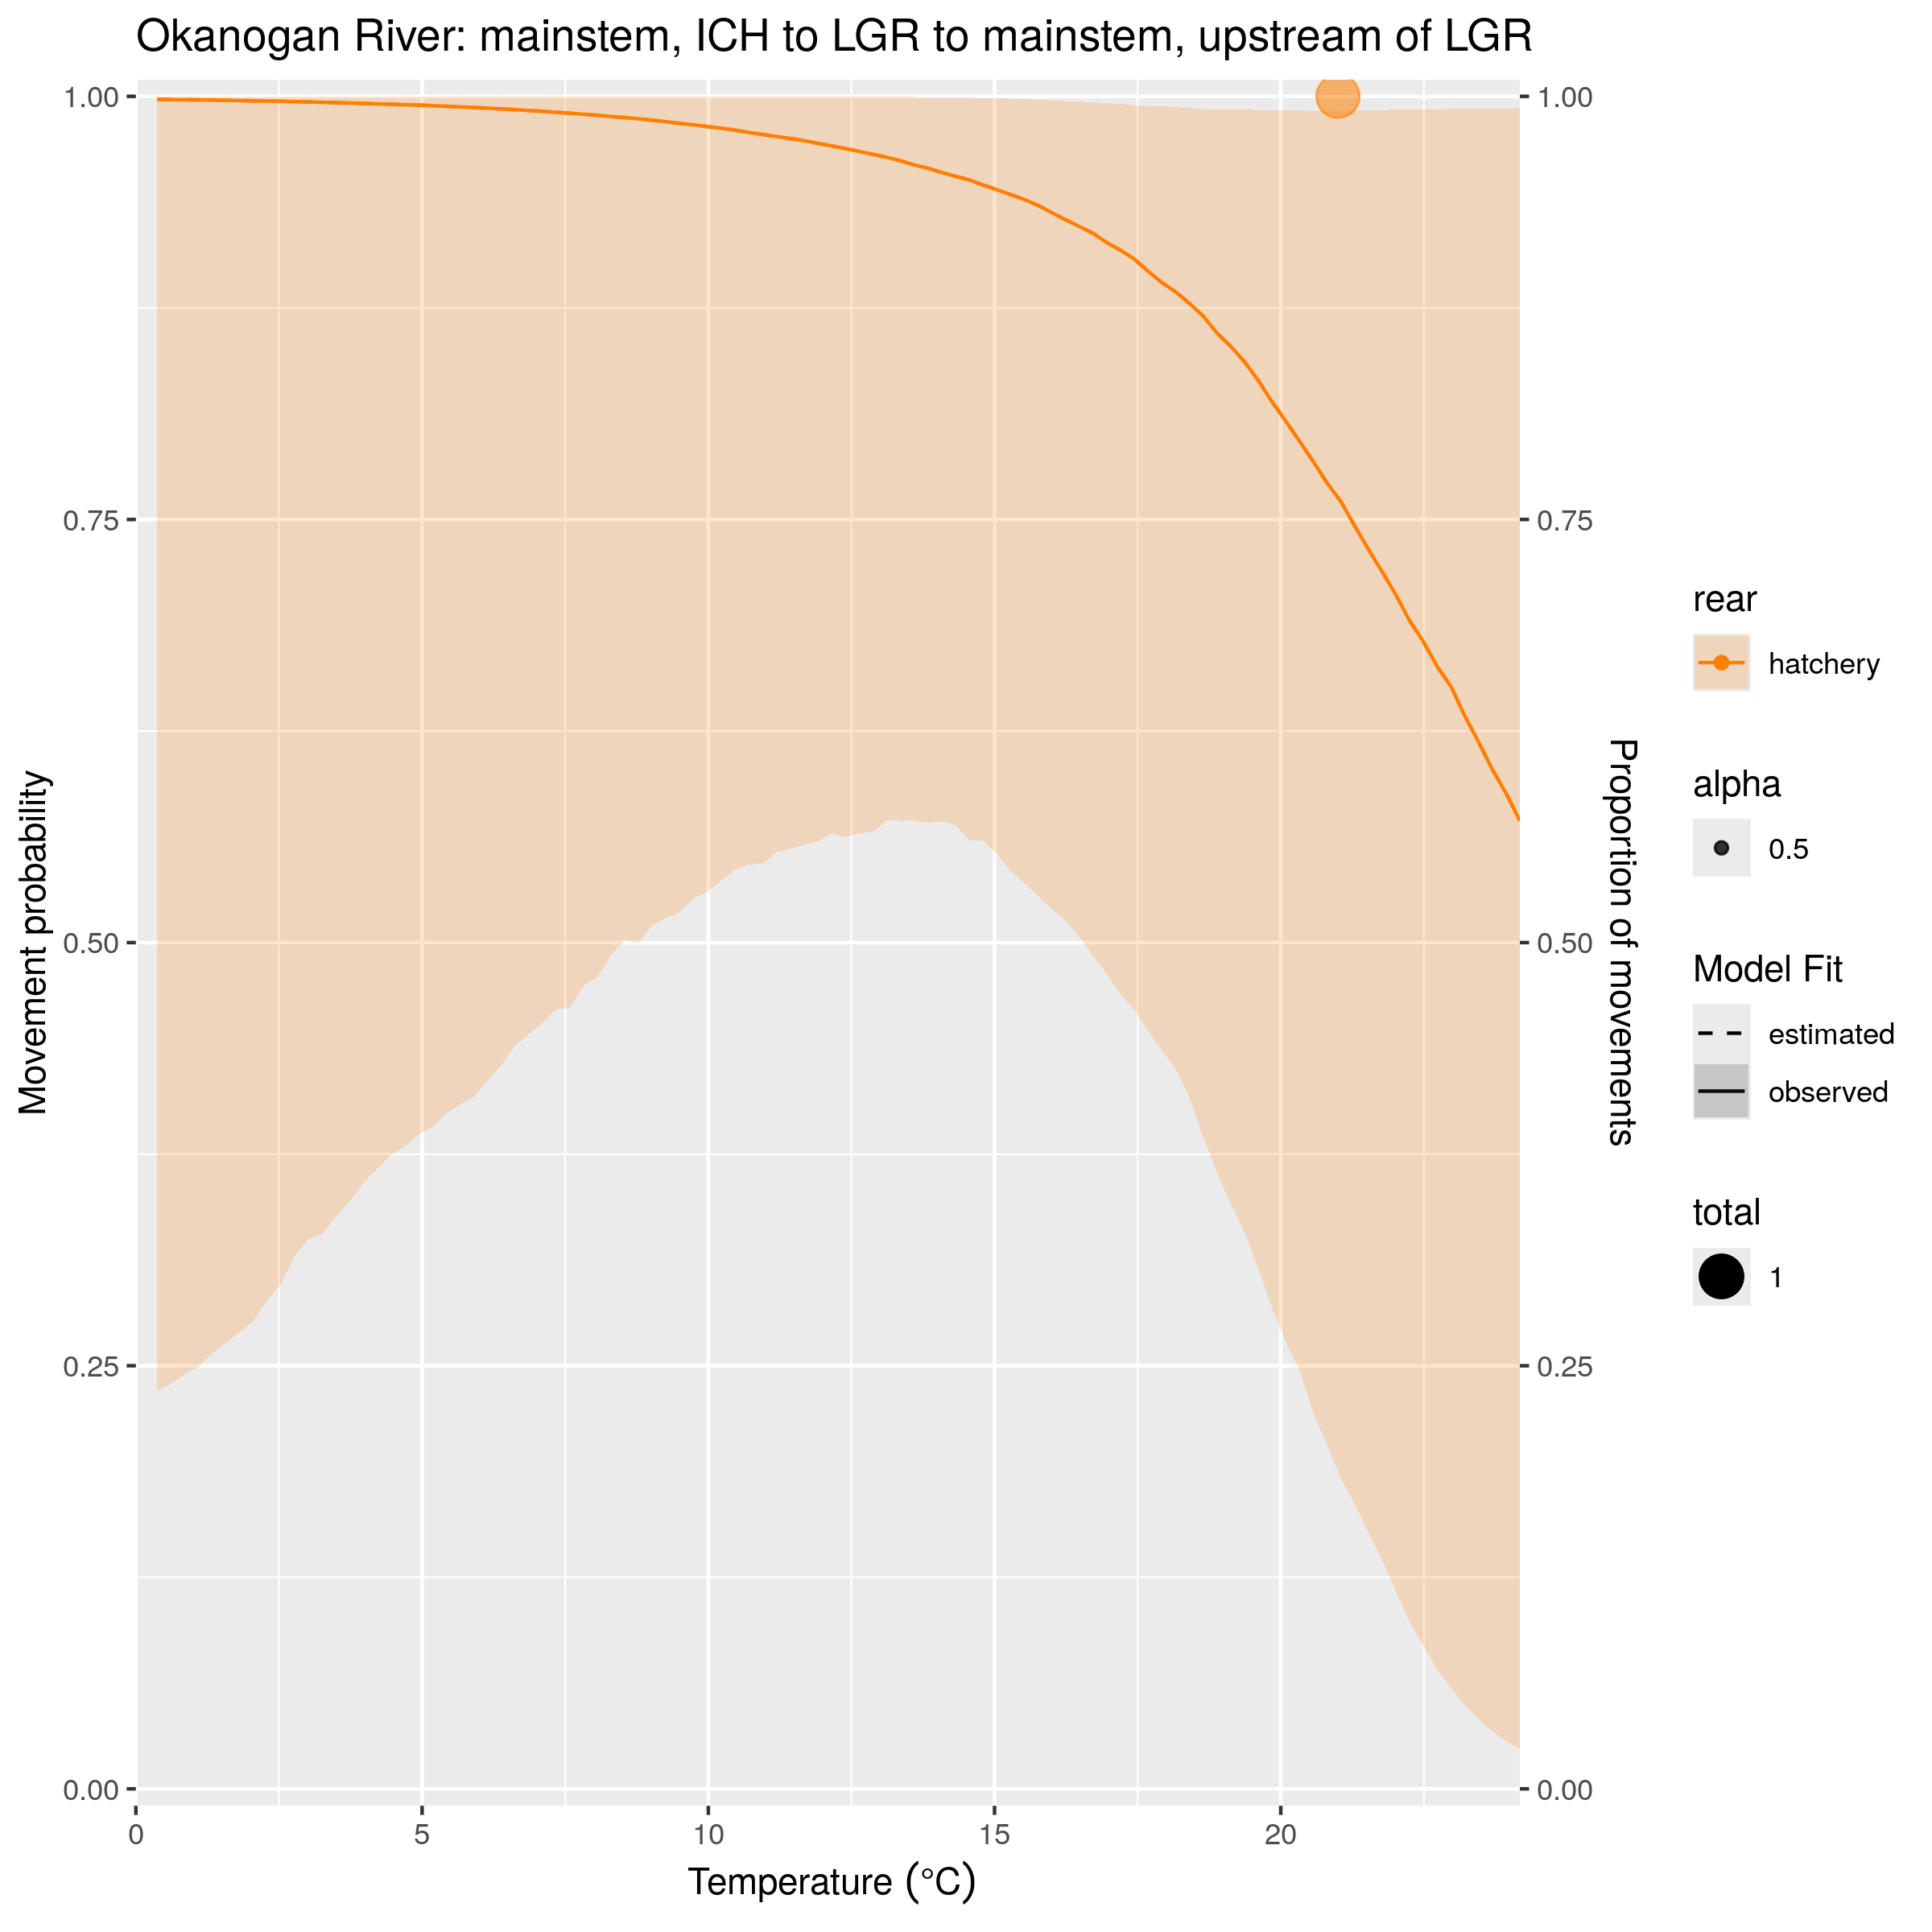 Okanogan River: mainstem, ICH to LGR to mainstem, upstream of LGR
Movement probability
1.00
0.75
0.50
0.25
0.00
0
5
10
15
20
Temperature (°C)
1.00
0.75
0.50
0.25
0.00
Proportion of movements
rear
hatchery
alpha
0.5
Model Fit
estimated
observed
total
1